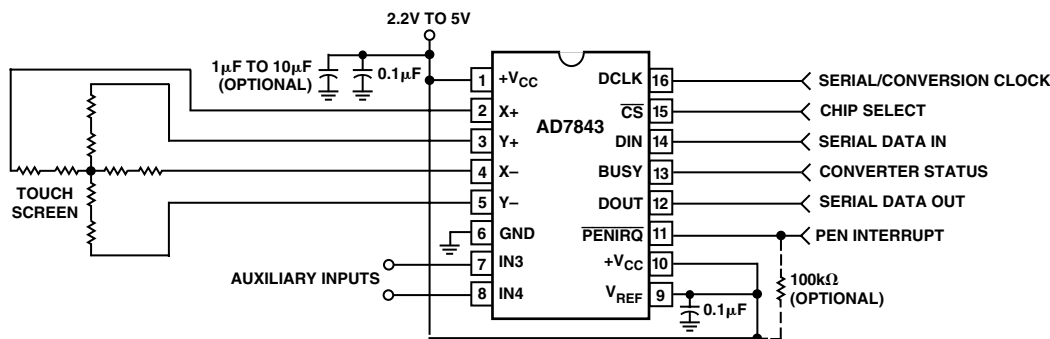 2.2V TO 5V
1μF TO 10μF
(OPTIONAL)
0.1μF
TOUCH
SCREEN
AUXILIARY INPUTS
AD7843
1 +VCC
2 X+
3 Y+
4 X–
5 Y–
6 GND
7 IN3
8 IN4
DCLK 16
CS 15
DIN 14
BUSY 13
DOUT 12
PENIRQ 11
+VCC 10
VREF 9
SERIAL/CONVERSION CLOCK
CHIP SELECT
SERIAL DATA IN
CONVERTER STATUS
SERIAL DATA OUT
PEN INTERRUPT
100kΩ
(OPTIONAL)
0.1μF